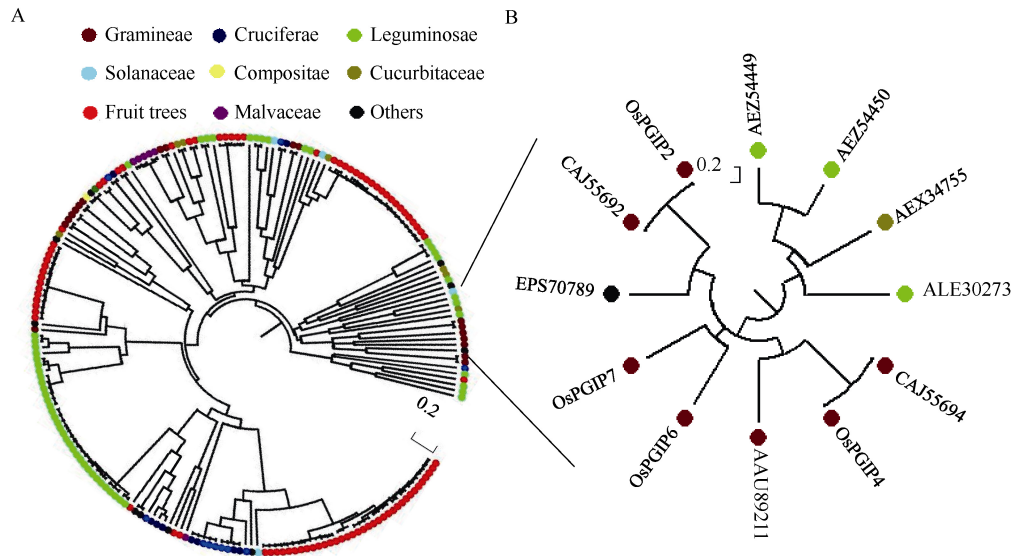 A
B
Gramineae Cruciferae Leguminosae
Solanaceae Compositae Cucurbitaceae
Fruit trees Malvaceae Others
0.2
OsPGIP2
0.2
AEZ54449
AEZ54450
AEX34755
ALE30273
CAJ55694
OsPGIP4
AAU89211
OsPGIP6
OsPGIP7
EPS70789
CAJ55692